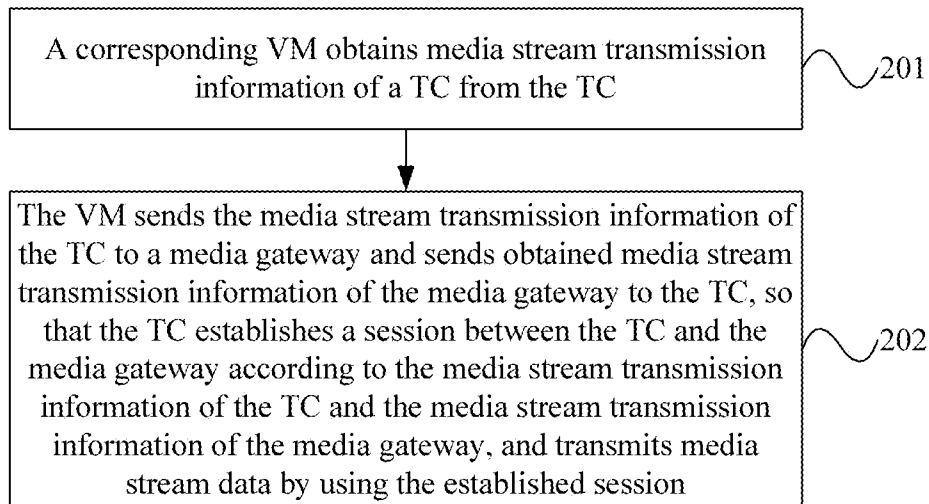 A corresponding VM obtains media stream transmission
information of a TC from the TC
201
The VM sends the media stream transmission information of
the TC to a media gateway and sends obtained media stream
transmission information of the media gateway to the TC, so
that the TC establishes a session between the TC and the
media gateway according to the media stream transmission
information of the TC and the media stream transmission
information of the media gateway, and transmits media
stream data by using the established session
202